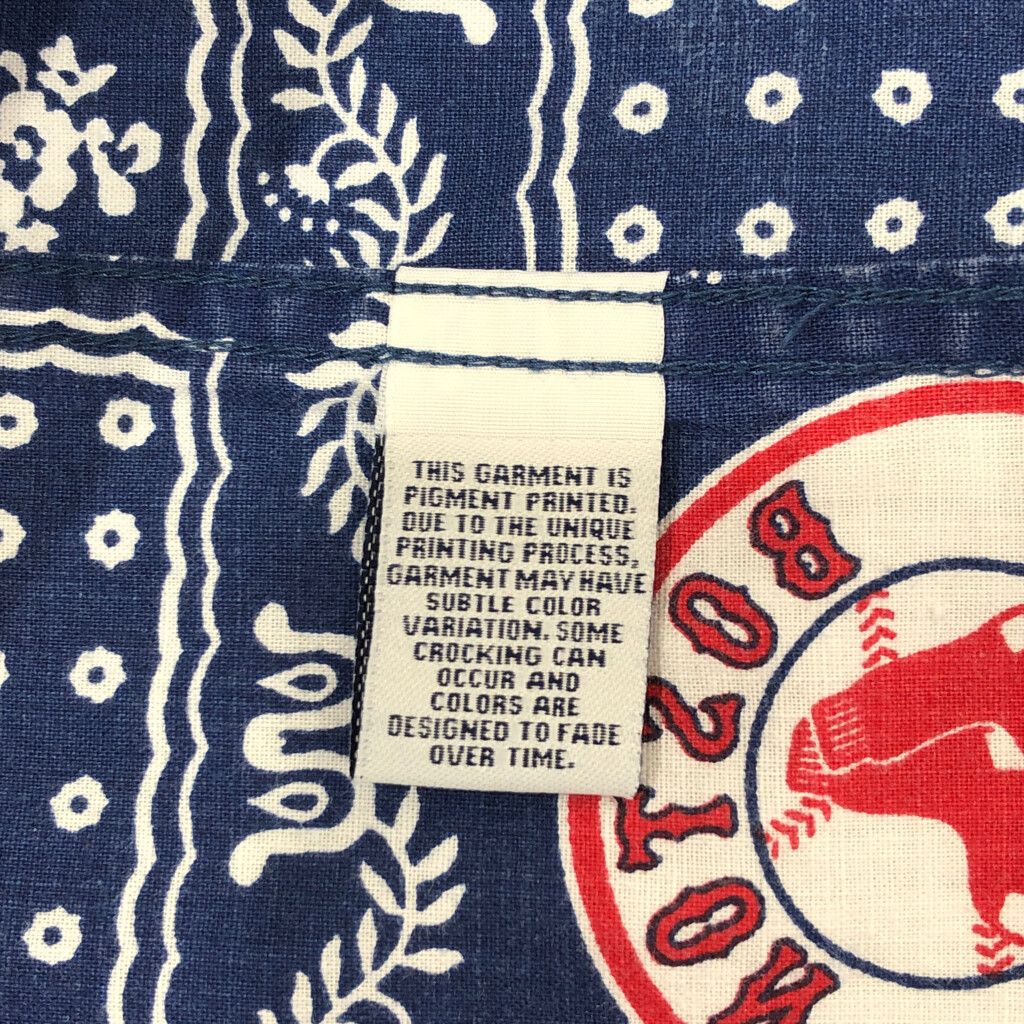 THIS GARMENT IS
PIGMENT PRINTED.
DUE TO THE UNIQUE
PRINTING PROCESS,
GARMENT MAY HAVE
SUBTLE COLOR
VARIATION. SOME
CROCKING CAN
OCCUR AND
COLORS ARE
DESIGNED TO FADE
OVER TIME.
BOSTON